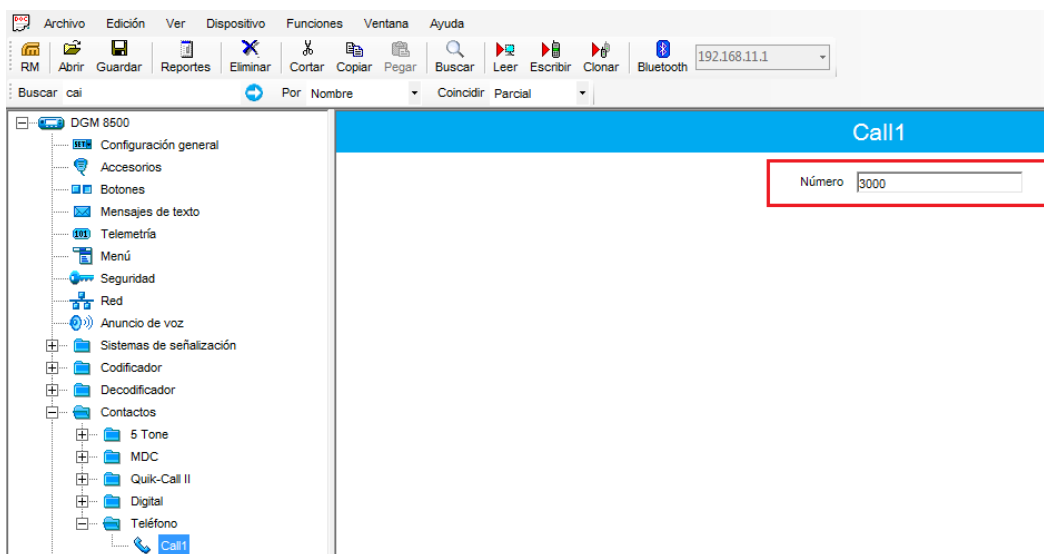 Archivo Edición Ver Dispositivo Funciones Ventana Ayuda
RM Abrir Guardar Reportes Eliminar Cortar Copiar Pegar Buscar Leer Escribir Clonar Bluetooth 192.168.11.1
Buscar cai Por Nombre Coincidir Parcial
DGM 8500
Call1
Configuración general
Accesorios
Número 3000
Botones
Mensajes de texto
Telemetría
Menú
Seguridad
Red
Anuncio de voz
Sistemas de señalización
Codificador
Decodificador
Contactos
5 Tone
MDC
Quik-Call II
Digital
Teléfono
Call1